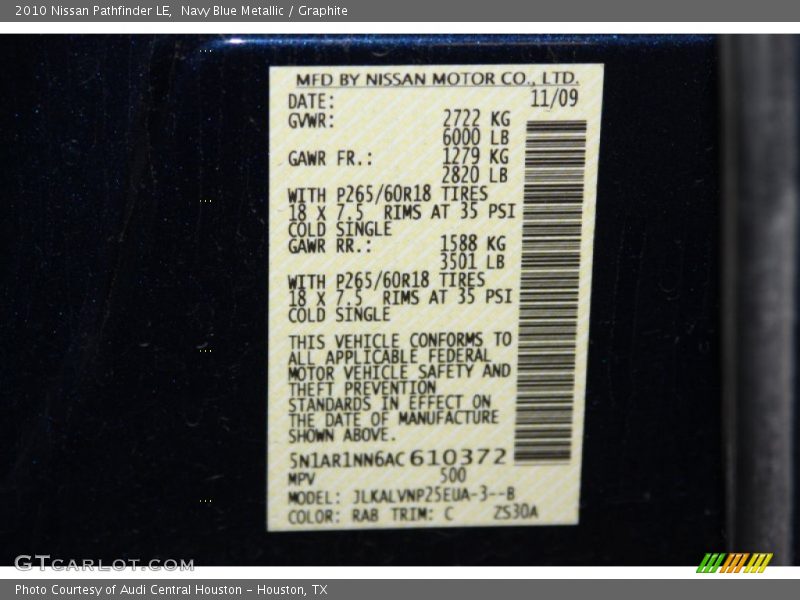 2010 Nissan Pathfinder LE,  Navy Blue Metallic / Graphite
MFD BY NISSAN MOTOR CO., LTD.
DATE: 11/09
GVWR: 2722 KG
6000 LB
GAWR FR.: 1279 KG
2820 LB
WITH P265/60R18 TIRES
18 X 7.5 RIMS AT 35 PSI
COLD SINGLE
GAWR RR.: 1588 KG
3501 LB
WITH P265/60R18 TIRES
18 X 7.5 RIMS AT 35 PSI
COLD SINGLE
THIS VEHICLE CONFORMS TO
ALL APPLICABLE FEDERAL
MOTOR VEHICLE SAFETY AND
THEFT PREVENTION
STANDARDS IN EFFECT ON
THE DATE OF MANUFACTURE
SHOWN ABOVE.
5N1AR1NN6AC610372
MPV 500
MODEL: JLKALVNP25EUA-3--B
COLOR: RAB TRIM: C ZS30A
GTCARLOT.COM
Photo Courtesy of Audi Central Houston - Houston, TX